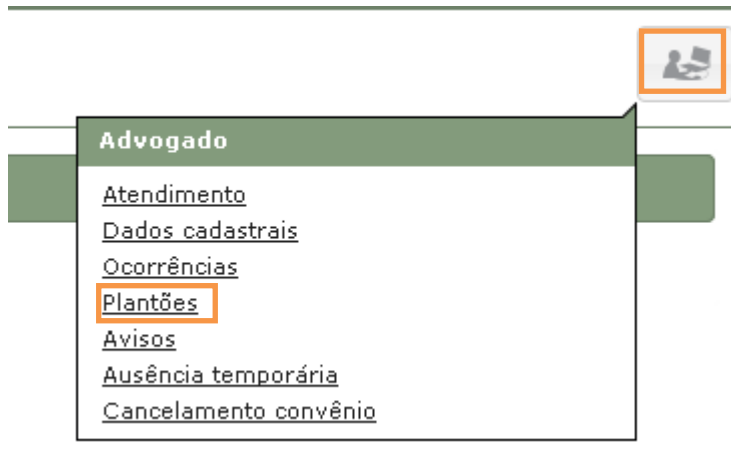 Advogado
Atendimento
Dados cadastrais
Ocorrências
Plantões
Avisos
Ausência temporária
Cancelamento convênio